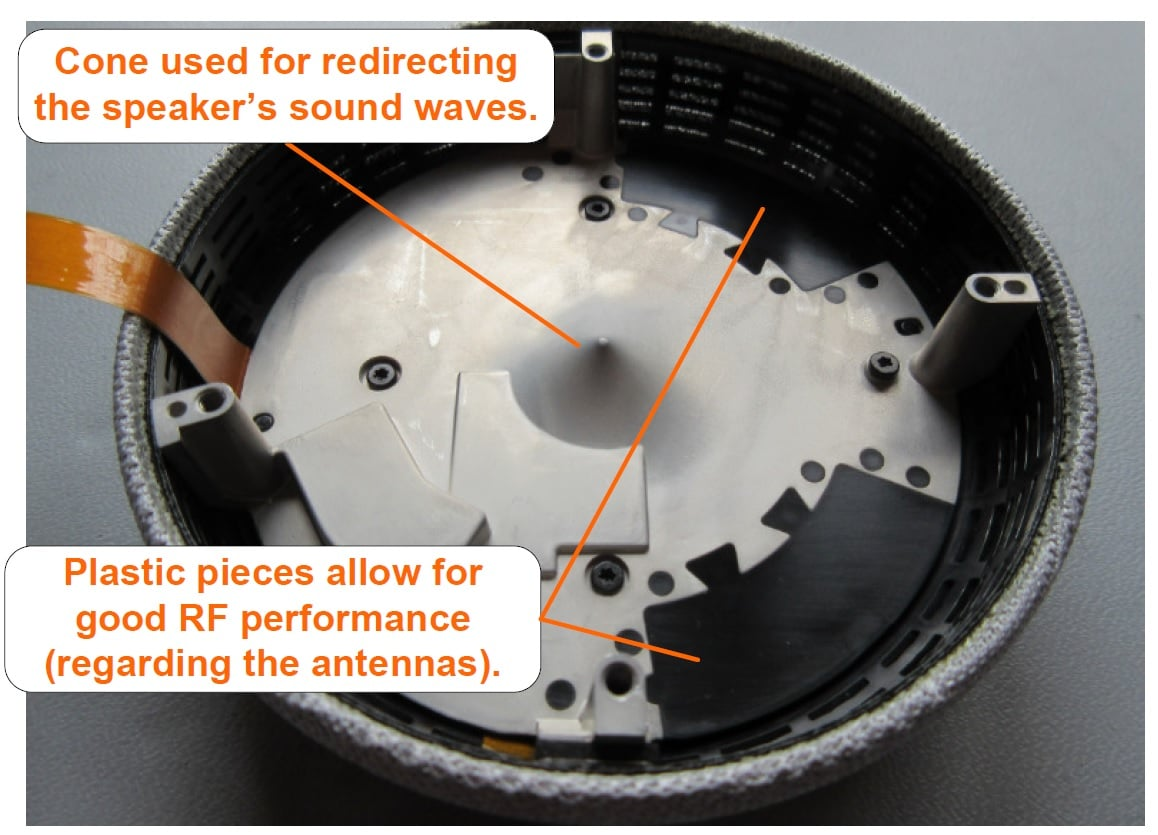 Cone used for redirecting
the speaker’s sound waves.
Plastic pieces allow for
good RF performance
(regarding the antennas).